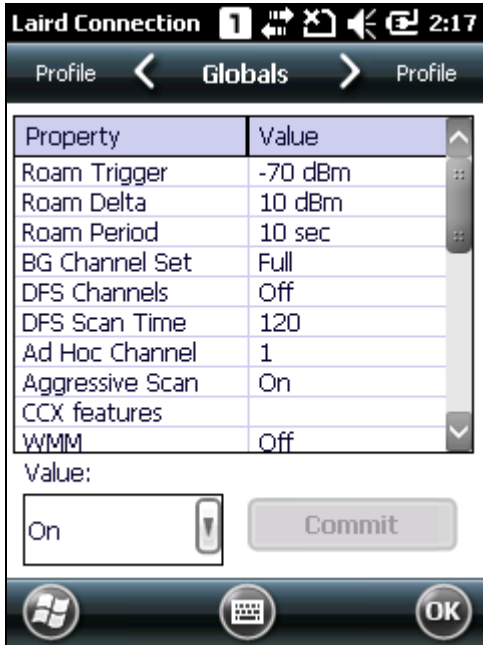 Laird Connection 1 2:17
Profile Globals Profile
Property Value
Roam Trigger -70 dBm
Roam Delta 10 dBm
Roam Period 10 sec
BG Channel Set Full
DFS Channels Off
DFS Scan Time 120
Ad Hoc Channel 1
Aggressive Scan On
CCX features
WMM Off
Value:
On Commit
OK